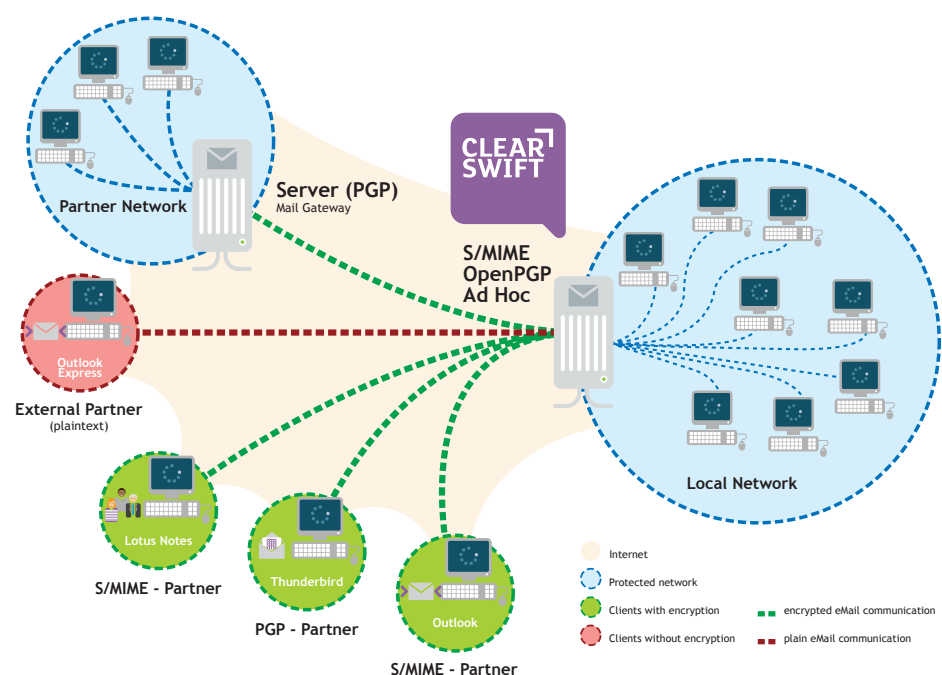 CLEAR
SWIFT
Server (PGP)
Mail Gateway
Partner Network
S/MIME
OpenPGP
Ad Hoc
Outlook
Express
External Partner
(plaintext)
Local Network
Lotus Notes
S/MIME - Partner
Thunderbird
PGP - Partner
Outlook
S/MIME - Partner
Internet
Protected network
Clients with encryption
encrypted eMail communication
Clients without encryption
plain eMail communication